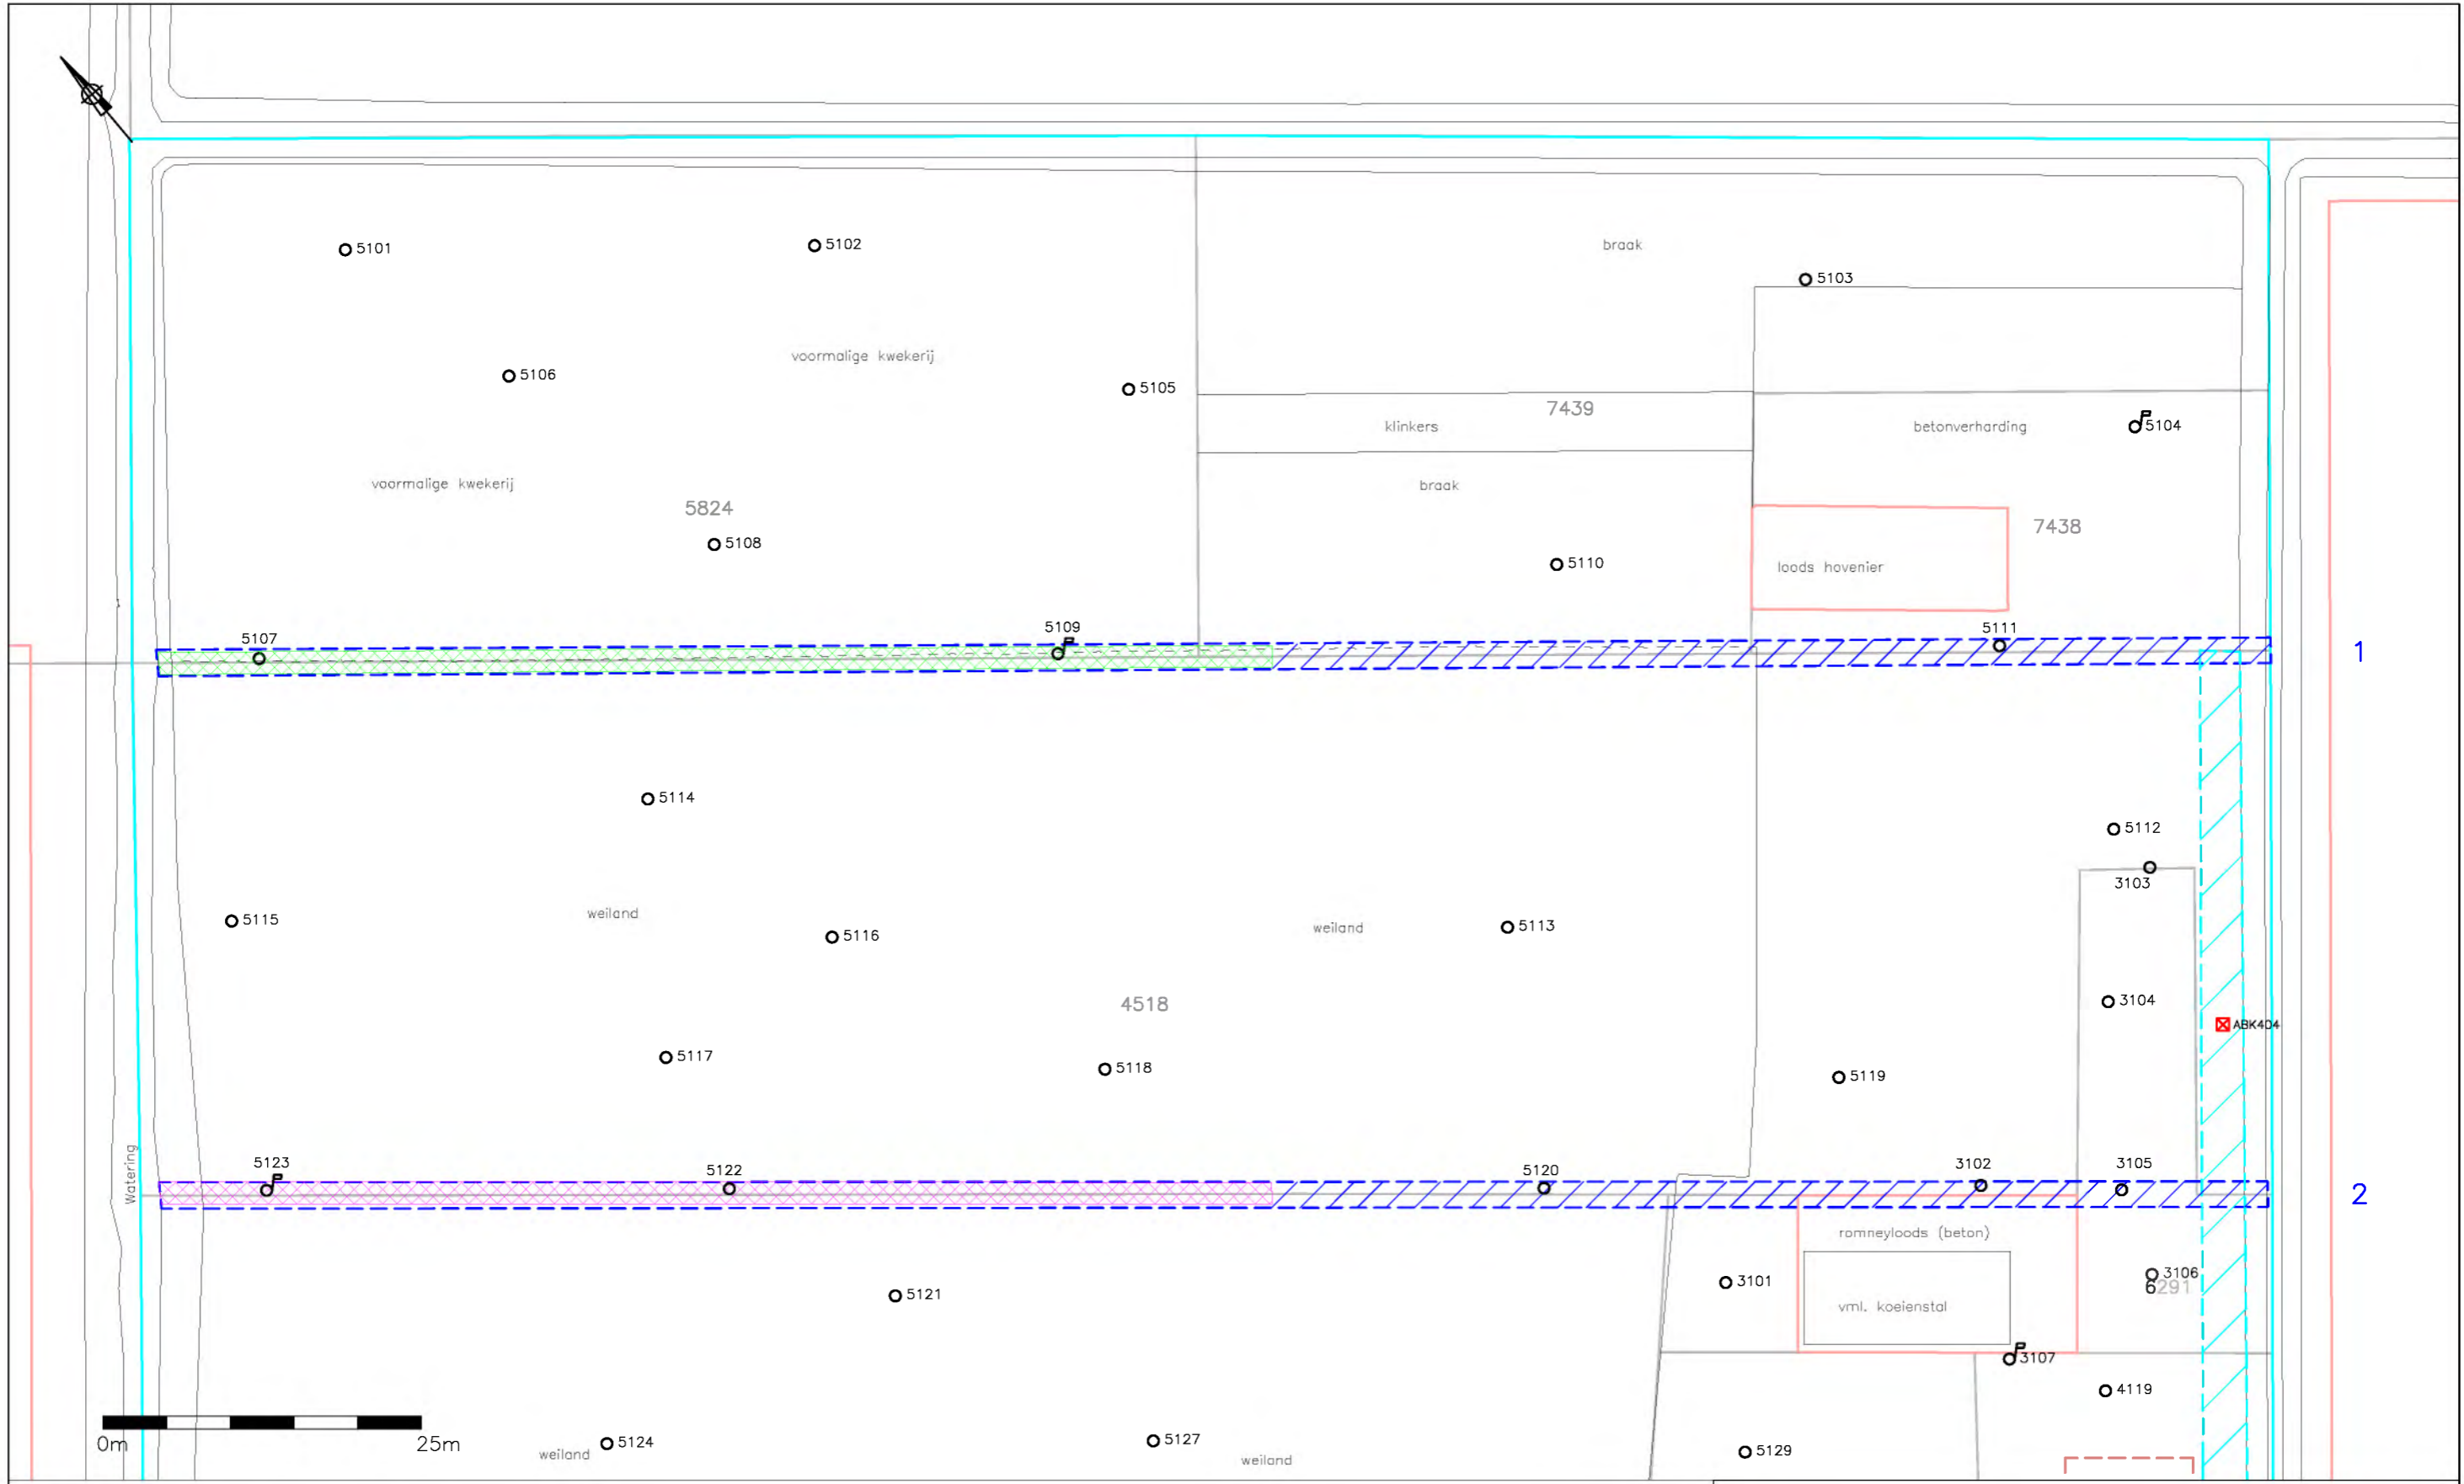 5101
5102
braak
5103
voormalige kwekerij
5106
5105
7439
klinkers
betonverharding
5104
voormalige kwekerij
braak
5824
7438
5108
5110
loods hovenier
5107
5109
5111
1
5114
5112
3103
5115
weiland
5116
weiland
5113
4518
3104
ABK404
5117
5118
5119
Watering
5123
5122
5120
3102
3105
2
romneyloods (beton)
3101
3106
6291
5121
vml. koeienstal
3107
4119
0m
25m
5124
weiland
5127
weiland
5129